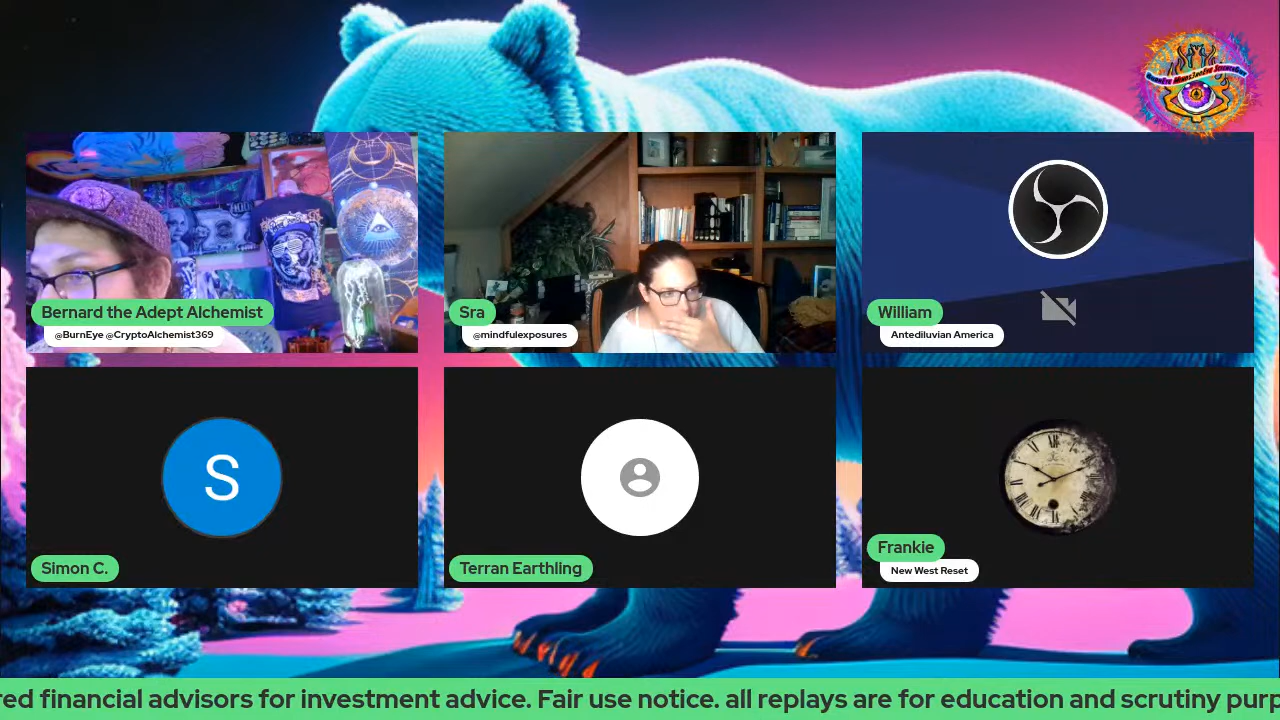 Bernard the Adept Alchemist
@BurnEye @CryptoAlchemist369
Sra
@mindfulexposures
William
Antediluvian America
S
Simon C.
Terran Earthling
Frankie
New West Reset
red financial advisors for investment advice. Fair use notice. all replays are for education and scrutiny purp